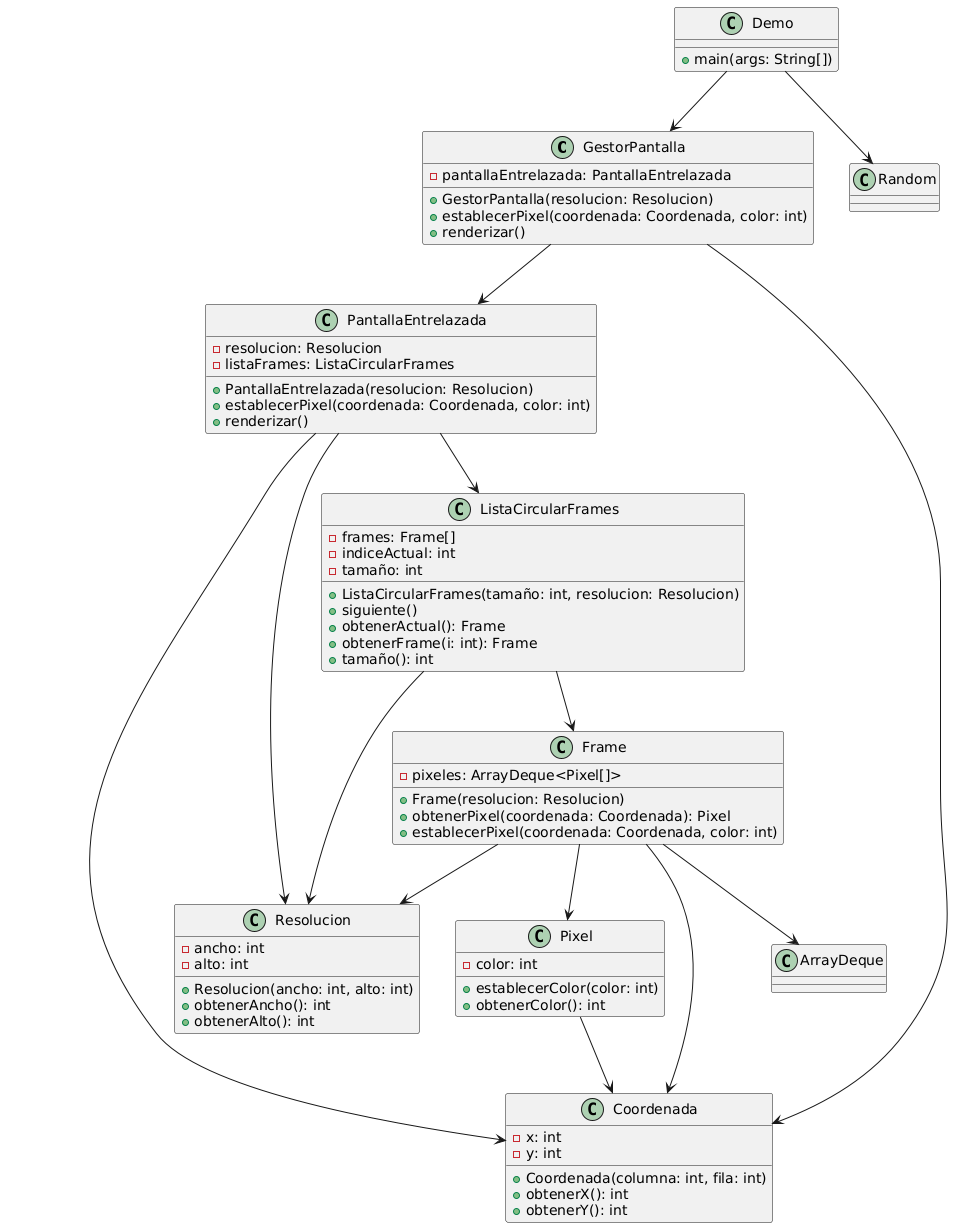 C Demo
main(args: String[])
C GestorPantalla
pantallaEntrelazada: PantallaEntrelazada
GestorPantalla(resolucion: Resolucion)
establecerPixel(coordenada: Coordenada, color: int)
renderizar()
C Random
C PantallaEntrelazada
resolucion: Resolucion
listaFrames: ListaCircularFrames
PantallaEntrelazada(resolucion: Resolucion)
establecerPixel(coordenada: Coordenada, color: int)
renderizar()
C ListaCircularFrames
frames: Frame[]
indiceActual: int
tamaño: int
ListaCircularFrames(tamaño: int, resolucion: Resolucion)
siguiente()
obtenerActual(): Frame
obtenerFrame(i: int): Frame
tamaño(): int
C Frame
pixeles: ArrayDeque<Pixel[]>
Frame(resolucion: Resolucion)
obtenerPixel(coordenada: Coordenada): Pixel
establecerPixel(coordenada: Coordenada, color: int)
C Resolucion
ancho: int
alto: int
Resolucion(ancho: int, alto: int)
obtenerAncho(): int
obtenerAlto(): int
C Pixel
color: int
establecerColor(color: int)
obtenerColor(): int
C ArrayDeque
C Coordenada
x: int
y: int
Coordenada(columna: int, fila: int)
obtenerX(): int
obtenerY(): int